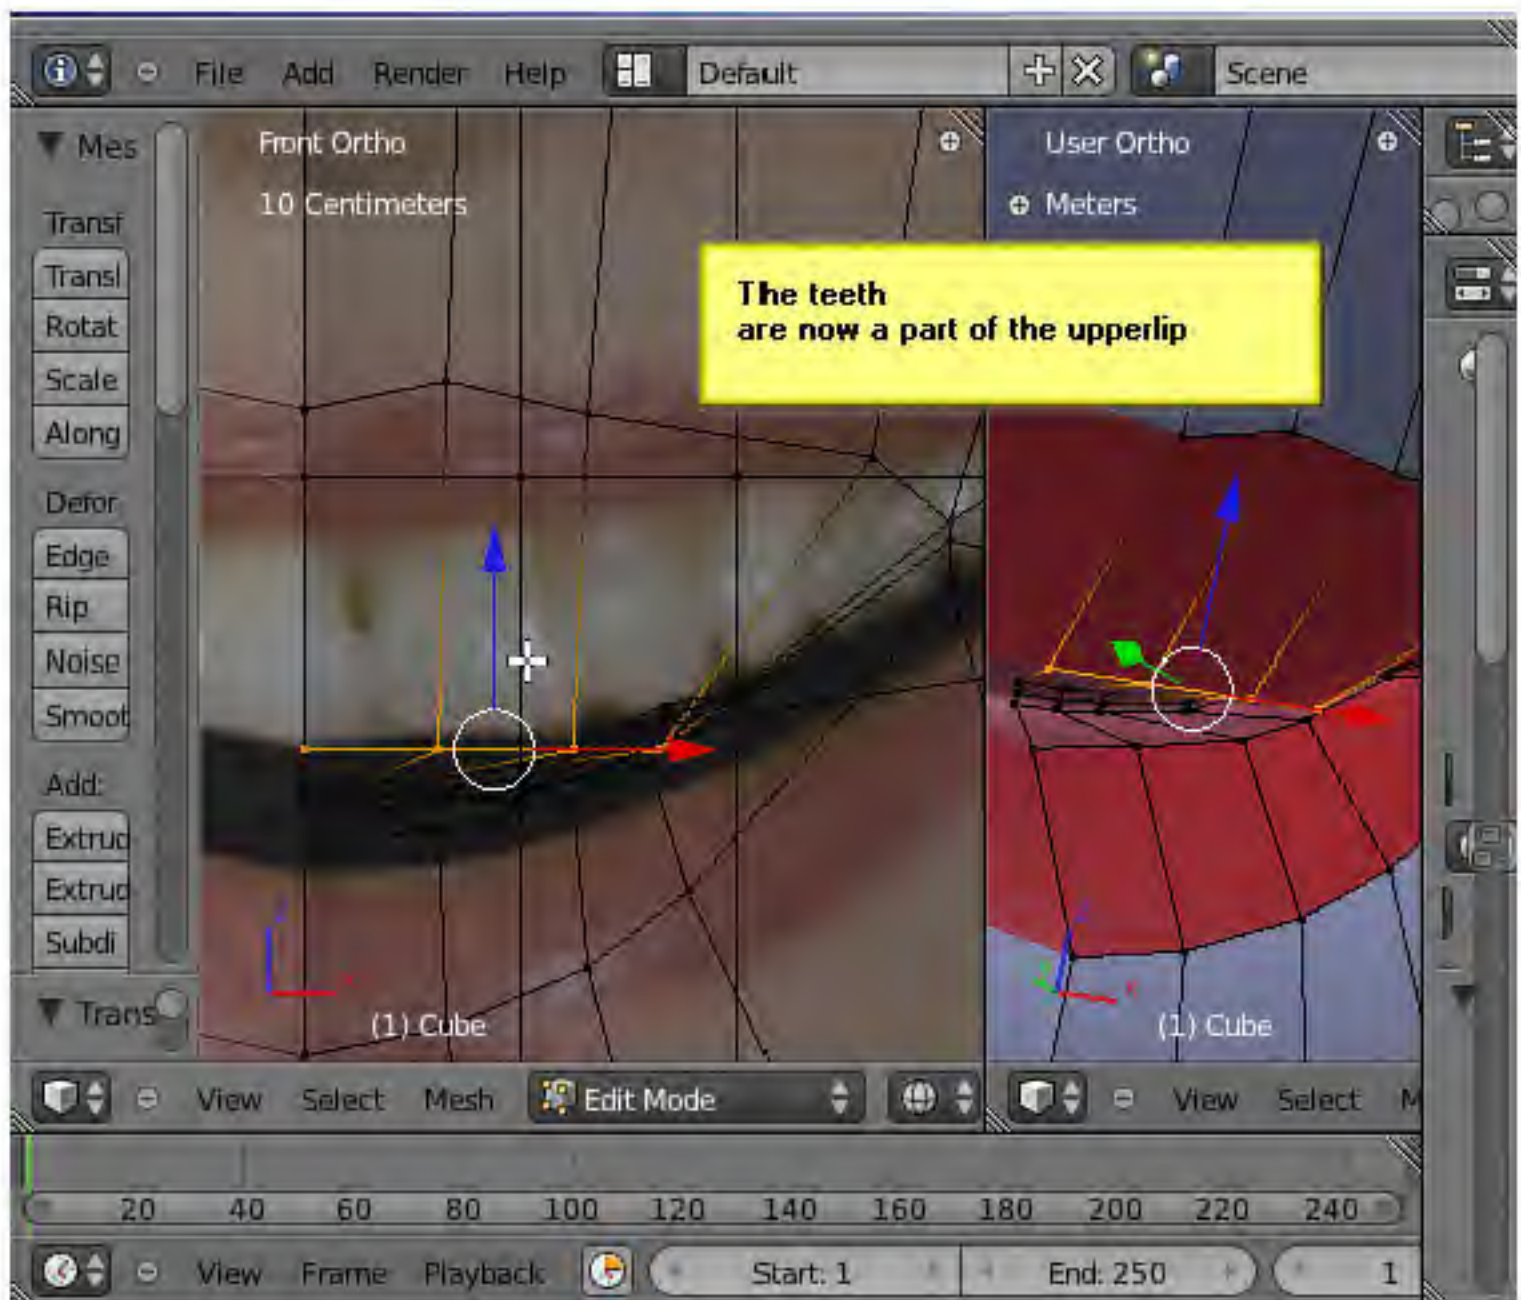 File Add Render Help Default Scene
Mes
Transf
Transl
Rotat
Scale
Along
Defor
Edge
Rip
Noise
Smoot
Add:
Extrud
Extrud
Subdi
Trans
Front Ortho
10 Centimeters
User Ortho
Meters
The teeth
are now a part of the upperlip
(1) Cube
(1) Cube
View Select Mesh Edit Mode
View Select M
20 40 60 80 100 120 140 160 180 200 220 240
View Frame Playback Start: 1 End: 250 1